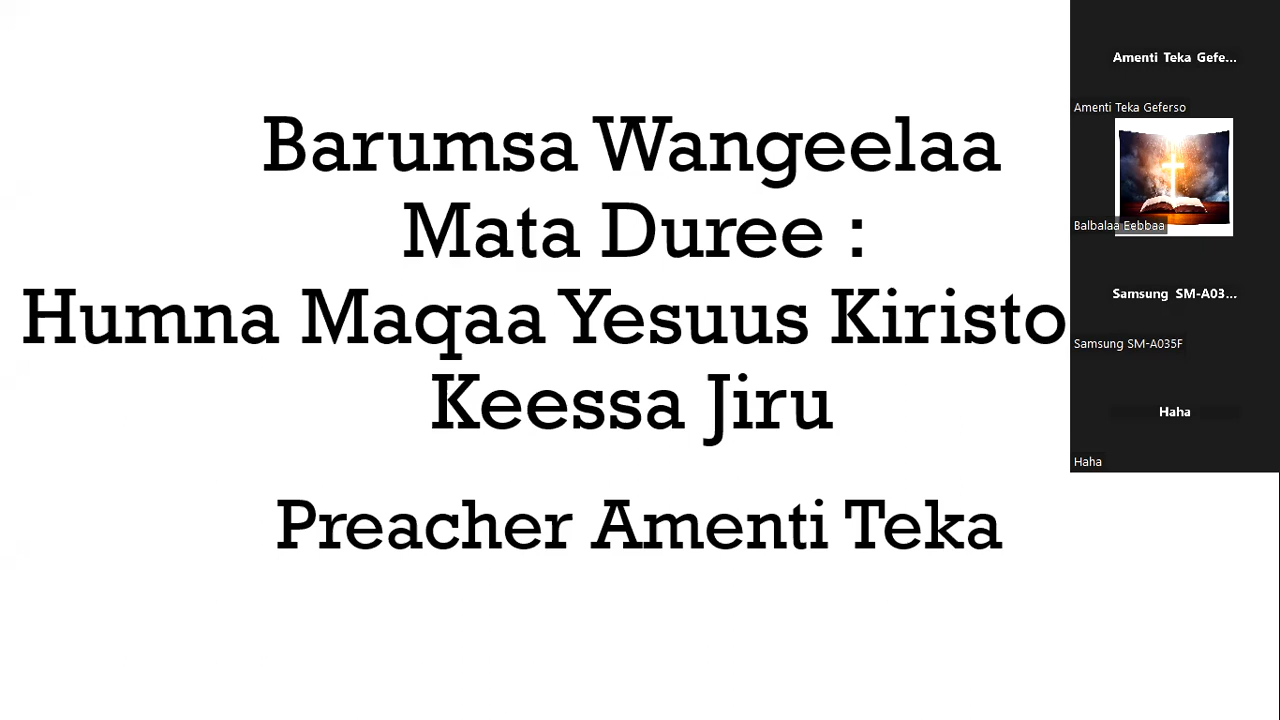 Barumsa Wangeelaa
Mata Duree :
Humna Maqaa Yesuus Kiristo
Keessa Jiru
Preacher Amenti Teka
Amenti Teka Gefe...
Amenti Teka Geferso
Balbalaa Eebbaa
Samsung SM-A03...
Samsung SM-A035F
Haha
Haha